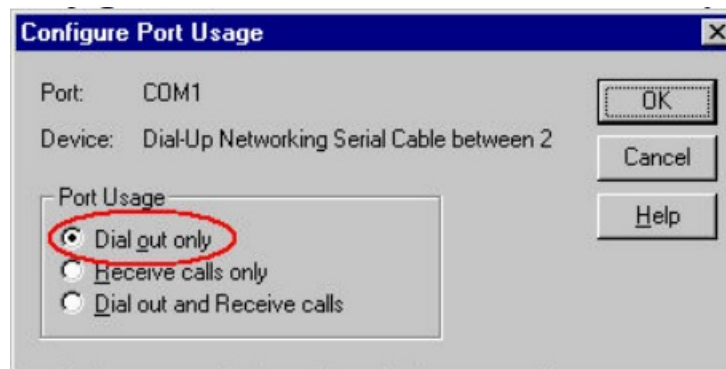 Configure Port Usage
Port: COM1
Device: Dial-Up Networking Serial Cable between 2
OK
Cancel
Help
Port Usage
Dial out only
Receive calls only
Dial out and Receive calls